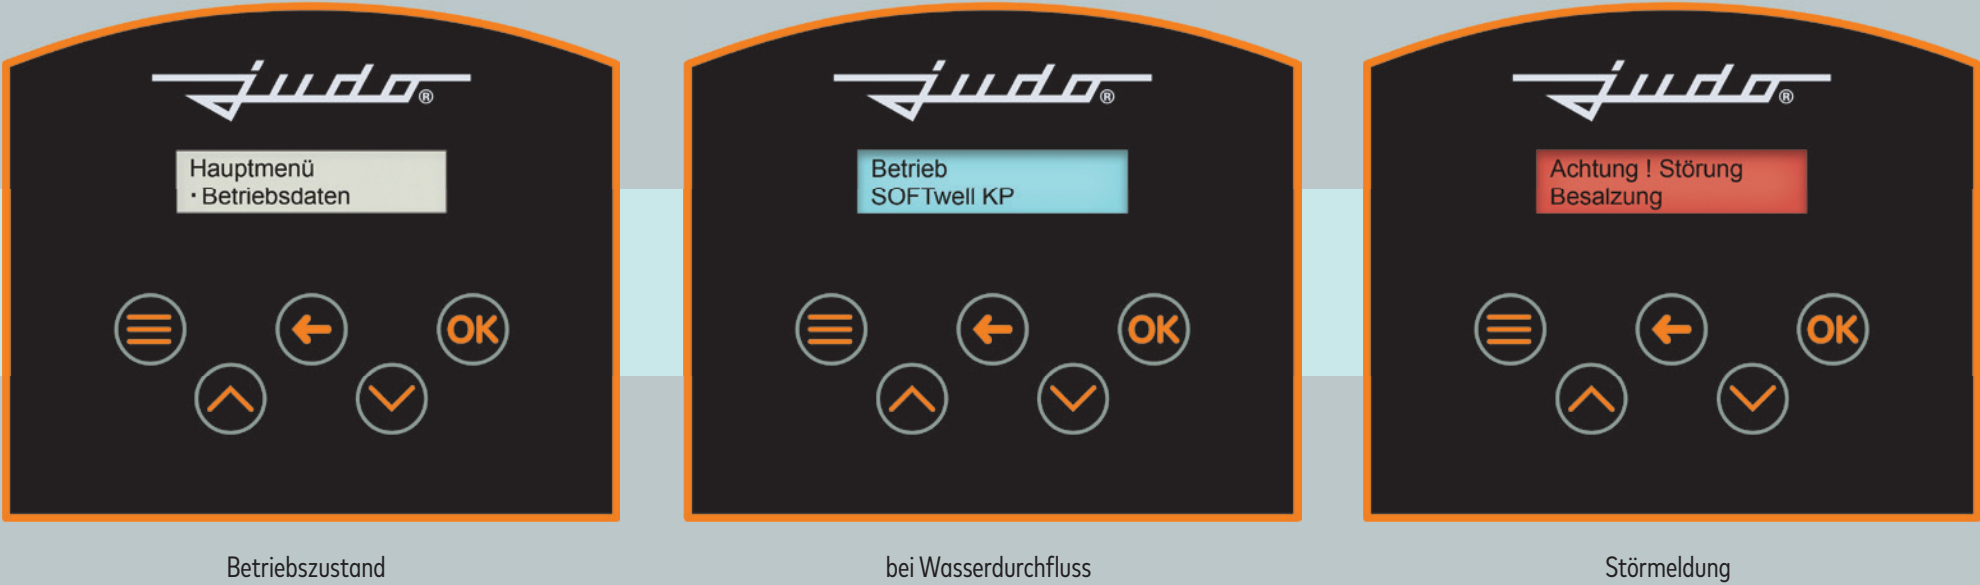 judo®
Hauptmenü
· Betriebsdaten
OK
Betriebszustand
judo®
Betrieb
SOFTwell KP
OK
bei Wasserdurchfluss
judo®
Achtung ! Störung
Besalzung
OK
Störmeldung